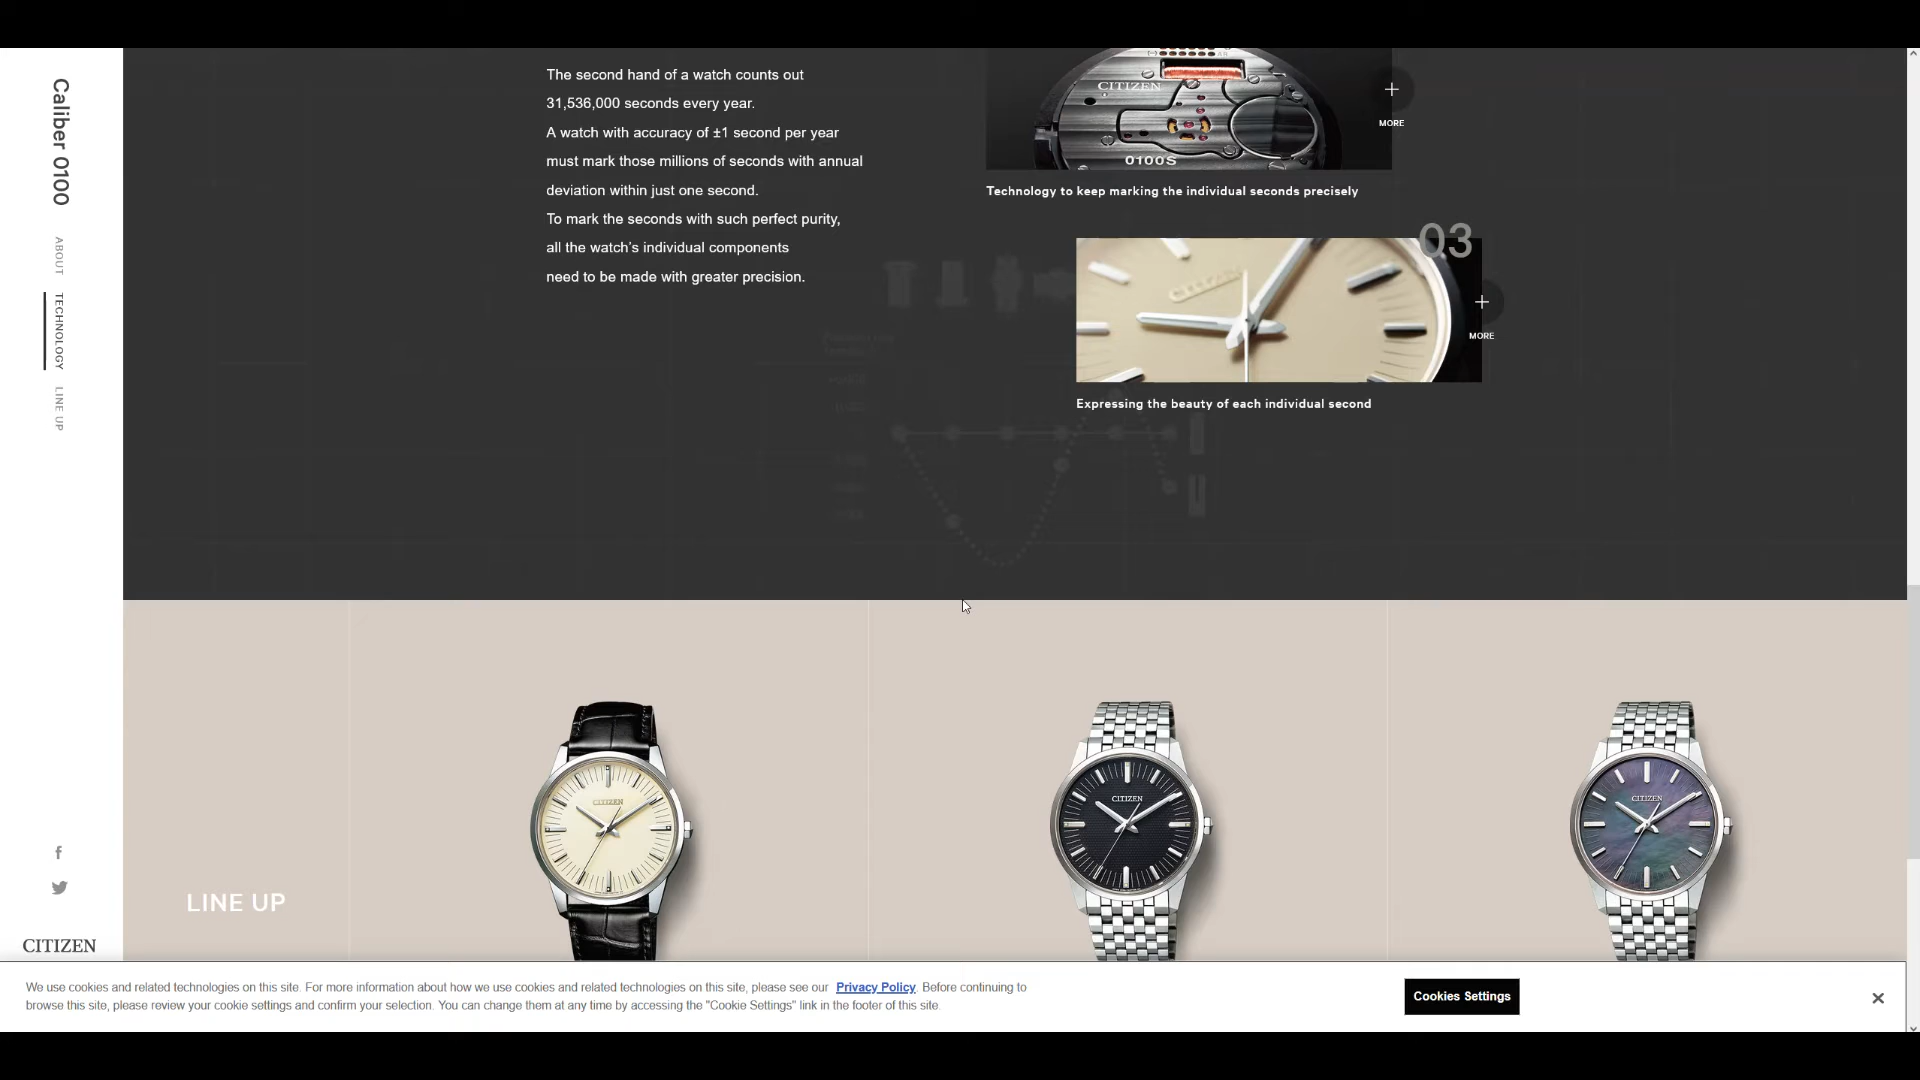 Caliber 0100
ABOUT
TECHNOLOGY
LINE UP
CITIZEN
The second hand of a watch counts out
31,536,000 seconds every year.
A watch with accuracy of ±1 second per year
must mark those millions of seconds with annual
deviation within just one second.
To mark the seconds with such perfect purity,
all the watch's individual components
need to be made with greater precision.
CITIZEN
0100S
MORE
Technology to keep marking the individual seconds precisely
03
CITIZEN
MORE
Expressing the beauty of each individual second
LINE UP
CITIZEN
CITIZEN
CITIZEN
We use cookies and related technologies on this site. For more information about how we use cookies and related technologies on this site, please see our Privacy Policy. Before continuing to
browse this site, please review your cookie settings and confirm your selection. You can change them at any time by accessing the "Cookie Settings" link in the footer of this site.
Cookies Settings